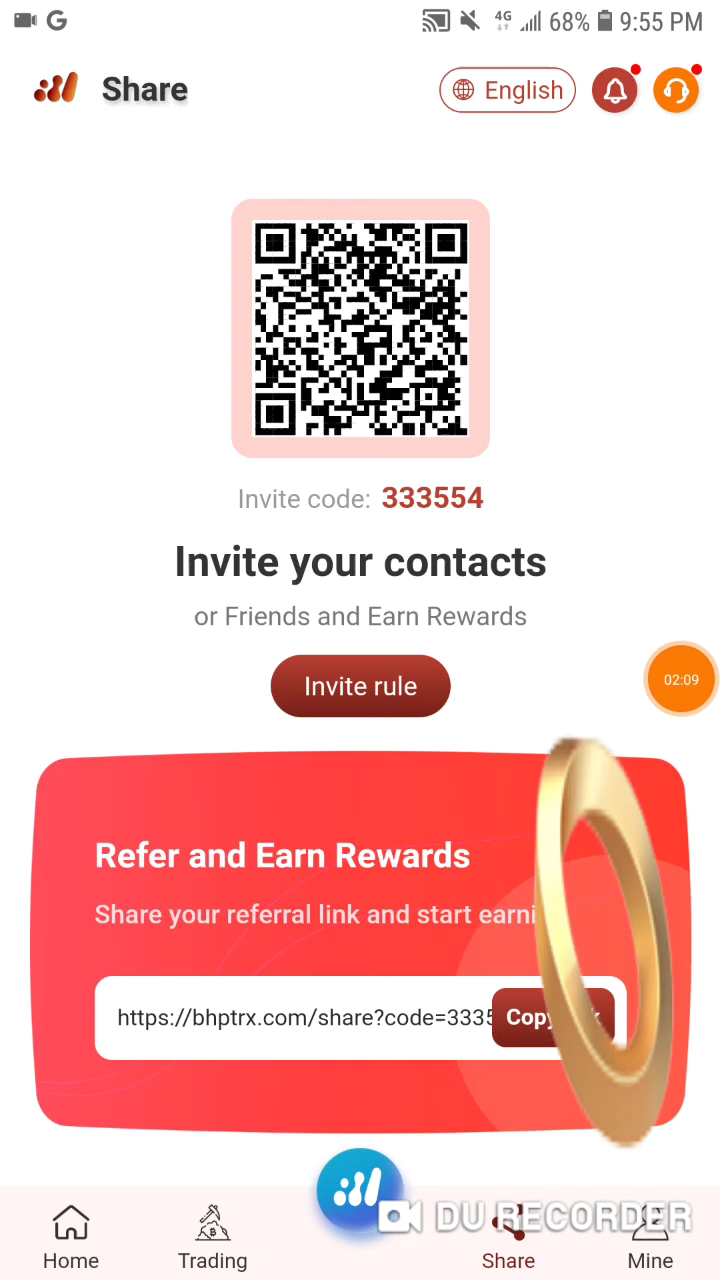 4G 68% 9:55 PM
Share
English
Invite code: 333554
Invite your contacts
or Friends and Earn Rewards
Invite rule
02:09
Refer and Earn Rewards
Share your referral link and start
https://bhptrx.com/share?code=3335
Copy
DU RECORDER
Home Trading Share Mine